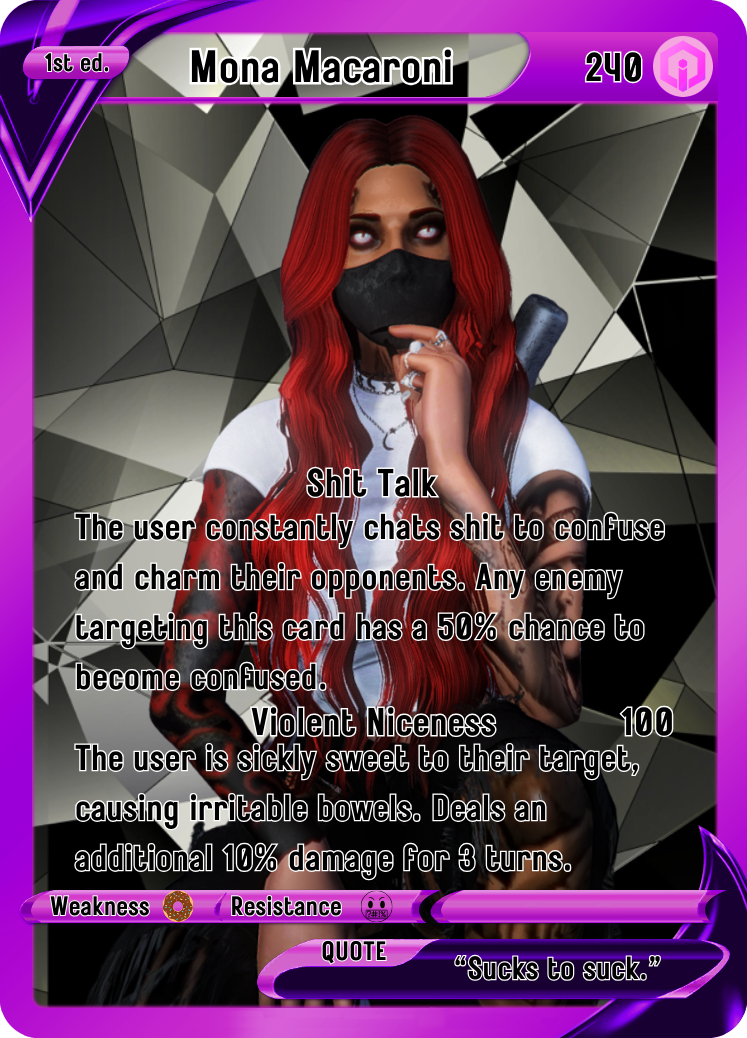 1st ed.
Mona Macaroni
240
Shit Talk
The user constantly chats shit to confuse
and charm their opponents. Any enemy
targeting this card has a 50% chance to
become confused.
Violent Niceness 100
The user is sickly sweet to their target,
causing irritable bowels. Deals an
additional 10% damage for 3 turns.
Weakness Resistance
QUOTE
“Sucks to suck.”